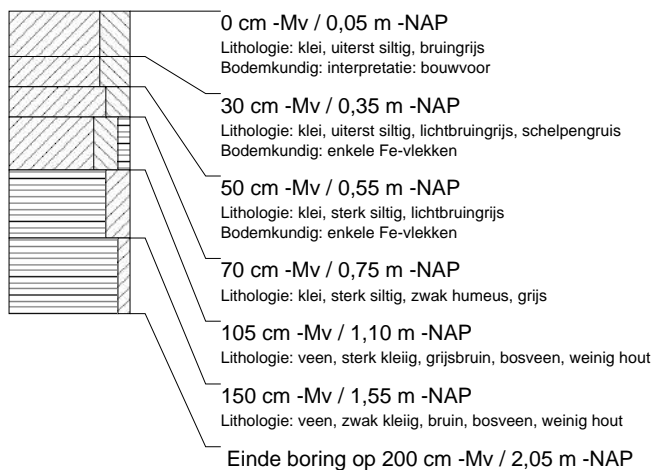 0 cm -Mv / 0,05 m -NAP
Lithologie: klei, uiterst siltig, bruingrijs
Bodemkundig: interpretatie: bouwvoor
30 cm -Mv / 0,35 m -NAP
Lithologie: klei, uiterst siltig, lichtbruingrijs, schelpengruis
Bodemkundig: enkele Fe-vlekken
50 cm -Mv / 0,55 m -NAP
Lithologie: klei, sterk siltig, lichtbruingrijs
Bodemkundig: enkele Fe-vlekken
70 cm -Mv / 0,75 m -NAP
Lithologie: klei, sterk siltig, zwak humeus, grijs
105 cm -Mv / 1,10 m -NAP
Lithologie: veen, sterk kleiig, grijsbruin, bosveen, weinig hout
150 cm -Mv / 1,55 m -NAP
Lithologie: veen, zwak kleiig, bruin, bosveen, weinig hout
Einde boring op 200 cm -Mv / 2,05 m -NAP